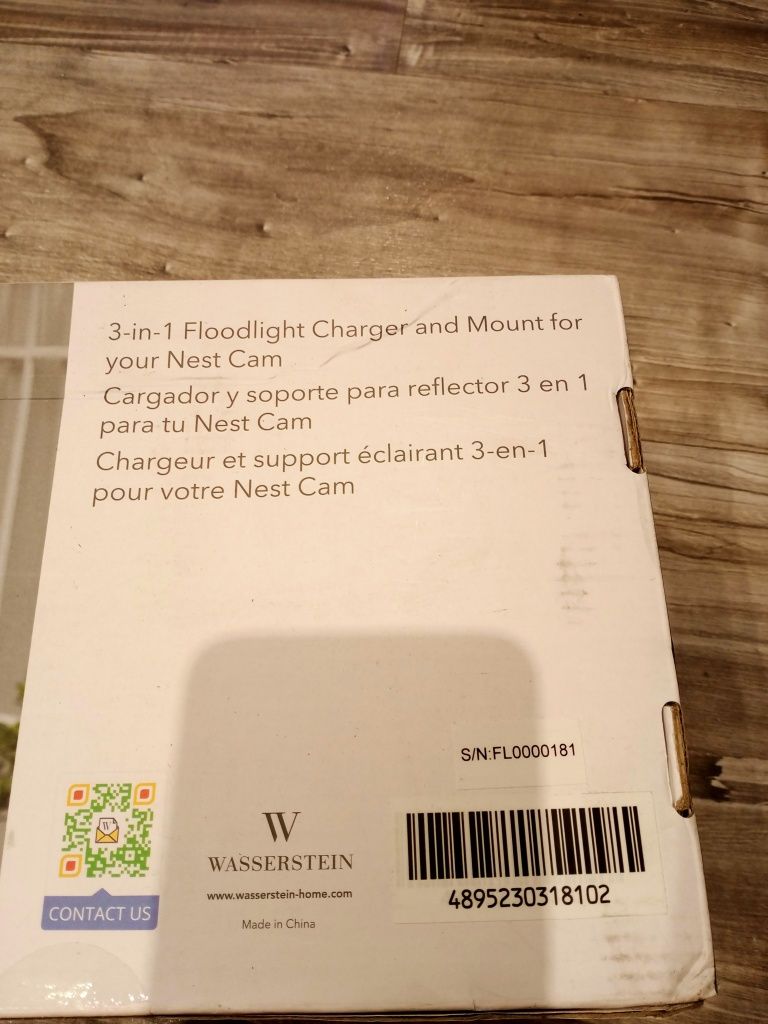 3-in-1 Floodlight Charger and Mount for
your Nest Cam
Cargador y soporte para reflector 3 en 1
para tu Nest Cam
Chargeur et support éclairant 3-en-1
pour votre Nest Cam
S/N:FL0000181
W
CONTACT US
W
WASSERSTEIN
www.wasserstein-home.com
Made in China
4895230318102